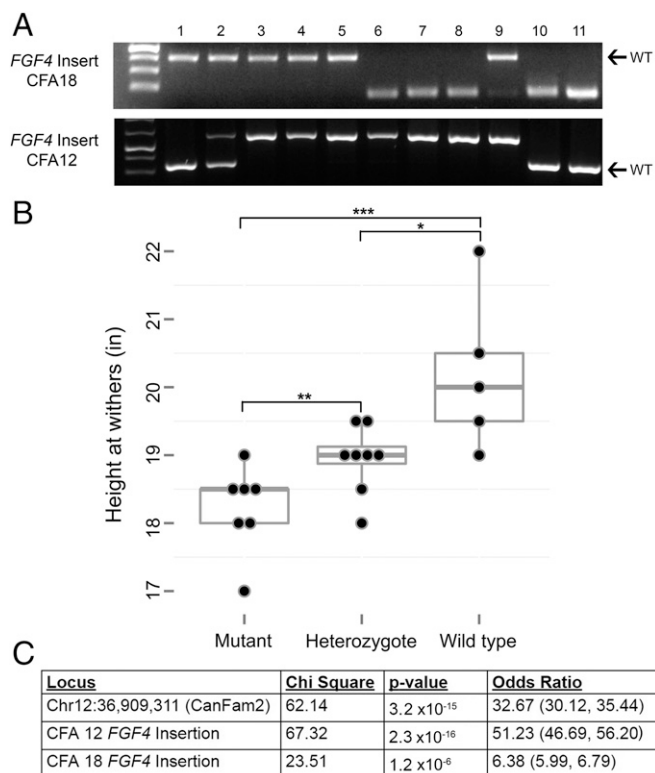 A
1 2 3 4 5 6 7 8 9 10 11
FGF4 Insert
CFA18
←WT
FGF4 Insert
CFA12
←WT
B
***
*
**
Height at withers (in)
22
21
20
19
18
17
Mutant Heterozygote Wild type
C
Locus Chi Square p-value Odds Ratio
Chr12:36,909,311 (CanFam2) 62.14 3.2 x10⁻¹⁵ 32.67 (30.12, 35.44)
CFA 12 FGF4 Insertion 67.32 2.3 x10⁻¹⁶ 51.23 (46.69, 56.20)
CFA 18 FGF4 Insertion 23.51 1.2 x10⁻⁶ 6.38 (5.99, 6.79)